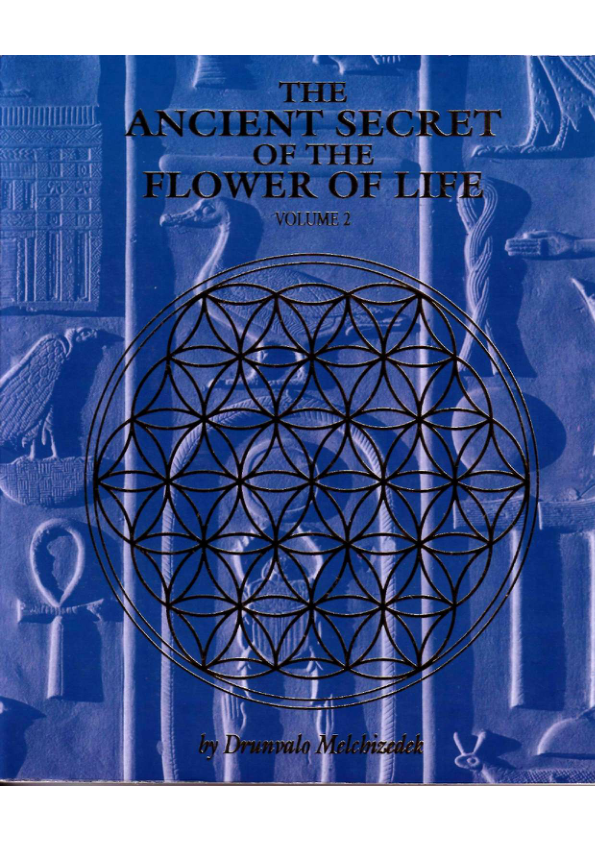 THE
ANCIENT SECRET
OF THE
FLOWER OF LIFE
VOLUME 2
by Drunvalo Melchizedek